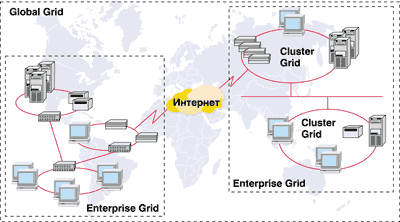 Global Grid
Cluster
Grid
Интернет
Cluster
Grid
Enterprise Grid
Enterprise Grid